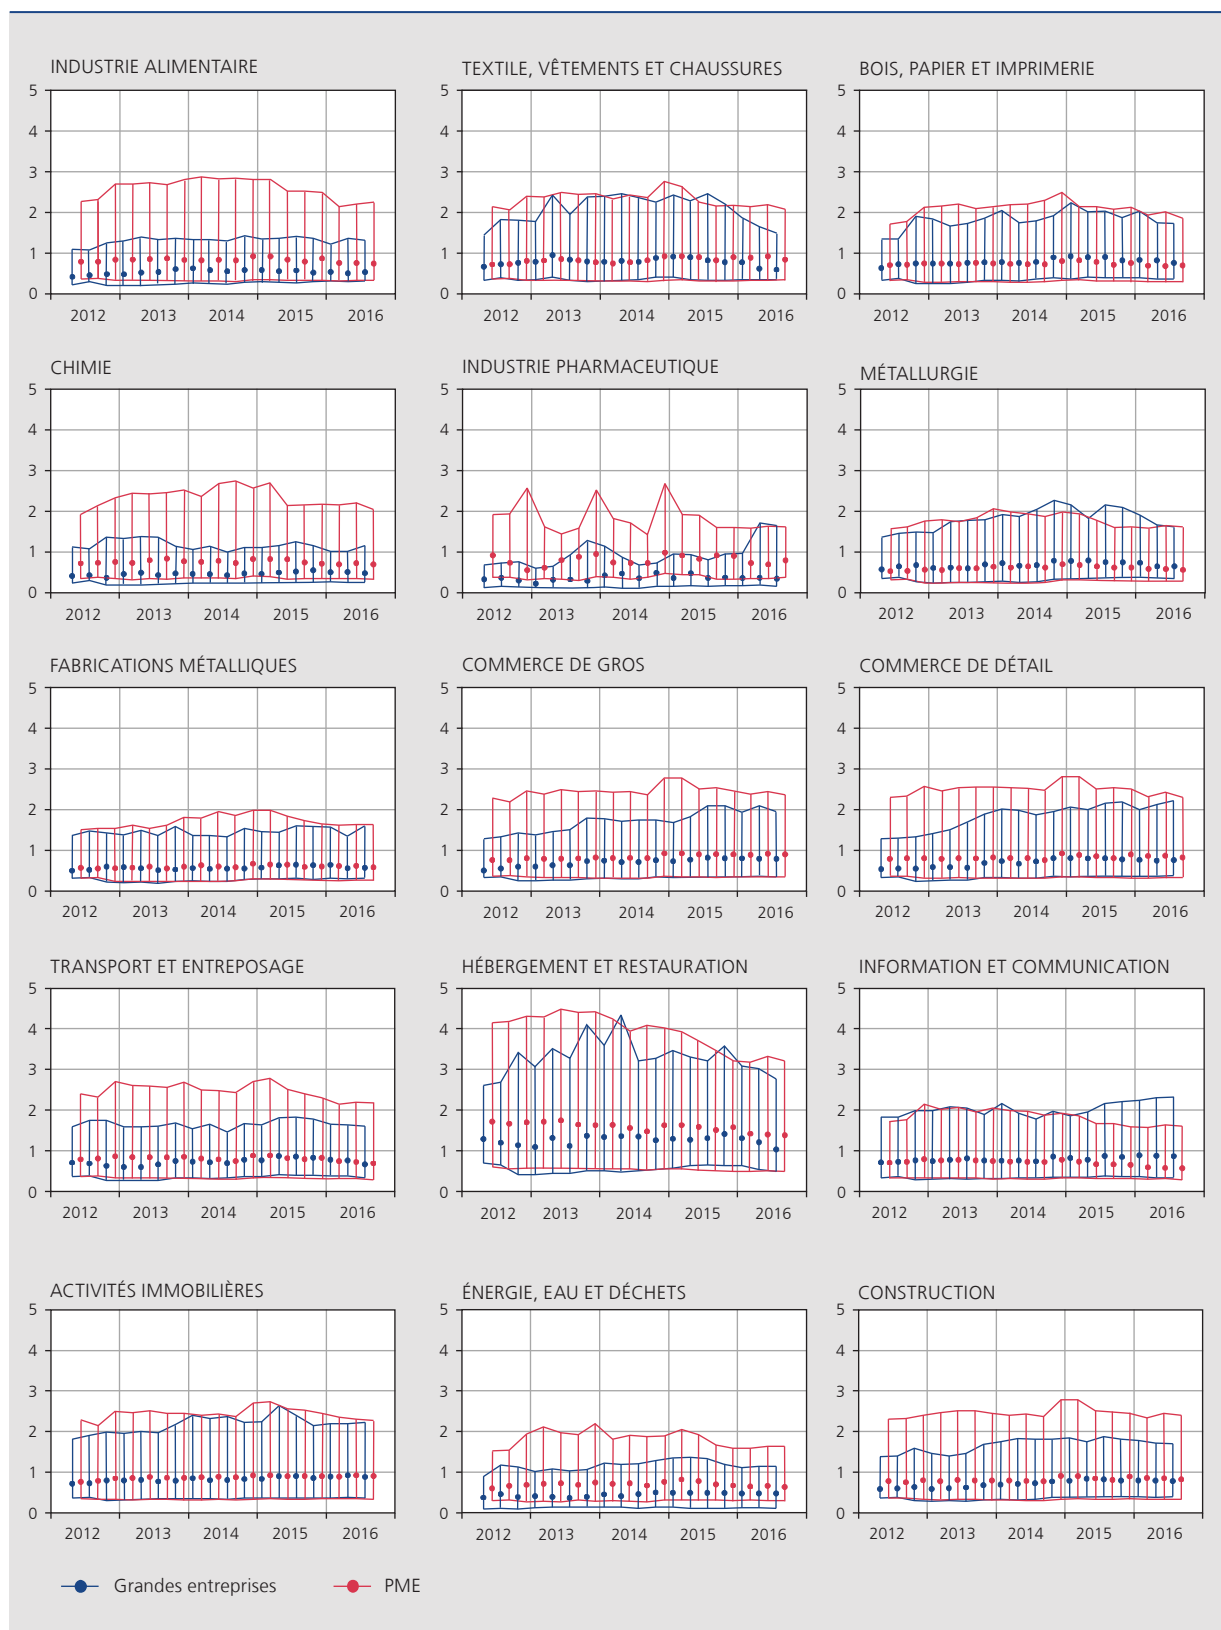 INDUSTRIE ALIMENTAIRE
5
4
3
2
1
0
2012 2013 2014 2015 2016
TEXTILE, VÊTEMENTS ET CHAUSSURES
5
4
3
2
1
0
2012 2013 2014 2015 2016
BOIS, PAPIER ET IMPRIMERIE
5
4
3
2
1
0
2012 2013 2014 2015 2016
CHIMIE
5
4
3
2
1
0
2012 2013 2014 2015 2016
INDUSTRIE PHARMACEUTIQUE
5
4
3
2
1
0
2012 2013 2014 2015 2016
MÉTALLURGIE
5
4
3
2
1
0
2012 2013 2014 2015 2016
FABRICATIONS MÉTALLIQUES
5
4
3
2
1
0
2012 2013 2014 2015 2016
COMMERCE DE GROS
5
4
3
2
1
0
2012 2013 2014 2015 2016
COMMERCE DE DÉTAIL
5
4
3
2
1
0
2012 2013 2014 2015 2016
TRANSPORT ET ENTREPOSAGE
5
4
3
2
1
0
2012 2013 2014 2015 2016
HÉBERGEMENT ET RESTAURATION
5
4
3
2
1
0
2012 2013 2014 2015 2016
INFORMATION ET COMMUNICATION
5
4
3
2
1
0
2012 2013 2014 2015 2016
ACTIVITÉS IMMOBILIÈRES
5
4
3
2
1
0
2012 2013 2014 2015 2016
ÉNERGIE, EAU ET DÉCHETS
5
4
3
2
1
0
2012 2013 2014 2015 2016
CONSTRUCTION
5
4
3
2
1
0
2012 2013 2014 2015 2016
Grandes entreprises PME